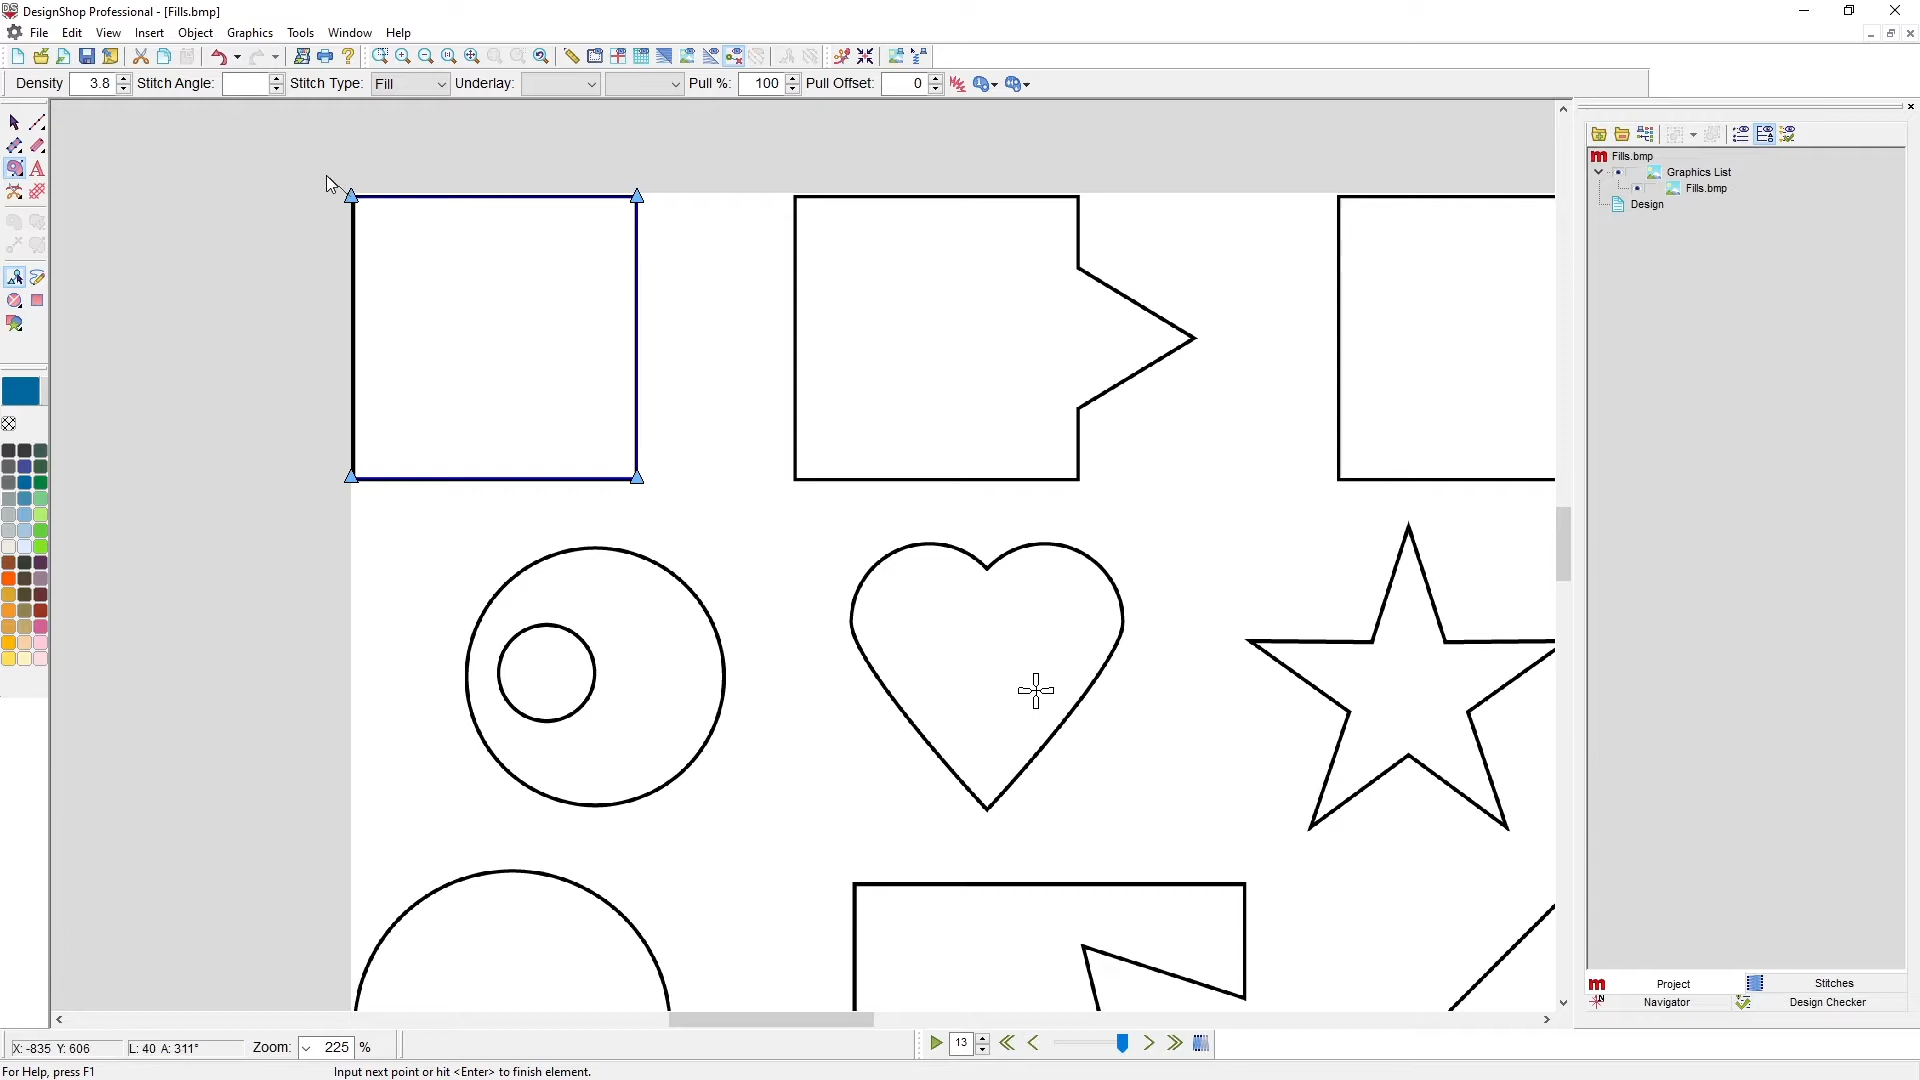 DesignShop Professional - [Fills.bmp]
File Edit View Insert Object Graphics Tools Window Help
Density 3.8 Stitch Angle: Stitch Type: Fill Underlay: Pull %: 100 Pull Offset: 0
Fills.bmp
Graphics List
Fills.bmp
Design
Project Stitches
Navigator Design Checker
X: -835 Y: 606 L: 40 A: 311° Zoom: 225 % 13
For Help, press F1 Input next point or hit <Enter> to finish element.